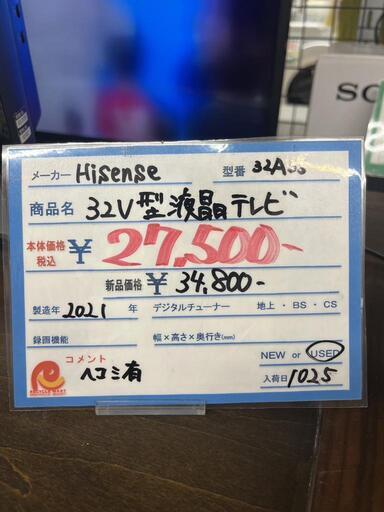 SO
メーカー Hisense 型番 32A35
商品名 32V型液晶テレビ
本体価格 税込 ¥27,500-
新品価格 ¥34,800-
製造年 2021 年 デジタルチューナー 地上・BS・CS
録画機能 幅×高さ×奥行き(mm)
NEW or USED
コメント
ヘコミ有
入荷日 1025
RECYCLE MART